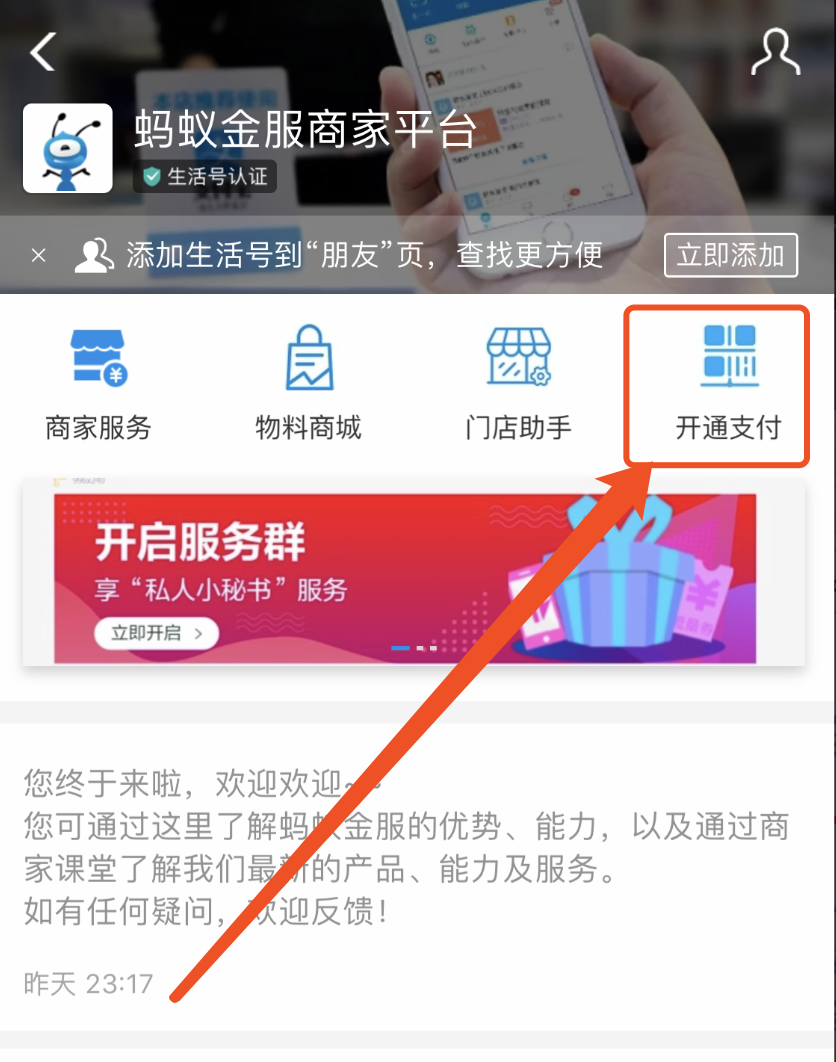 蚂蚁金服商家平台
生活号认证
× 添加生活号到“朋友”页，查找更方便 立即添加
商家服务 物料商城 门店助手 开通支付
开启服务群
享“私人小秘书”服务
立即开启 >
您终于来啦，欢迎欢迎~~
您可通过这里了解蚂蚁金服的优势、能力，以及通过商
家课堂了解我们最新的产品、能力及服务。
如有任何疑问，欢迎反馈！
昨天 23:17